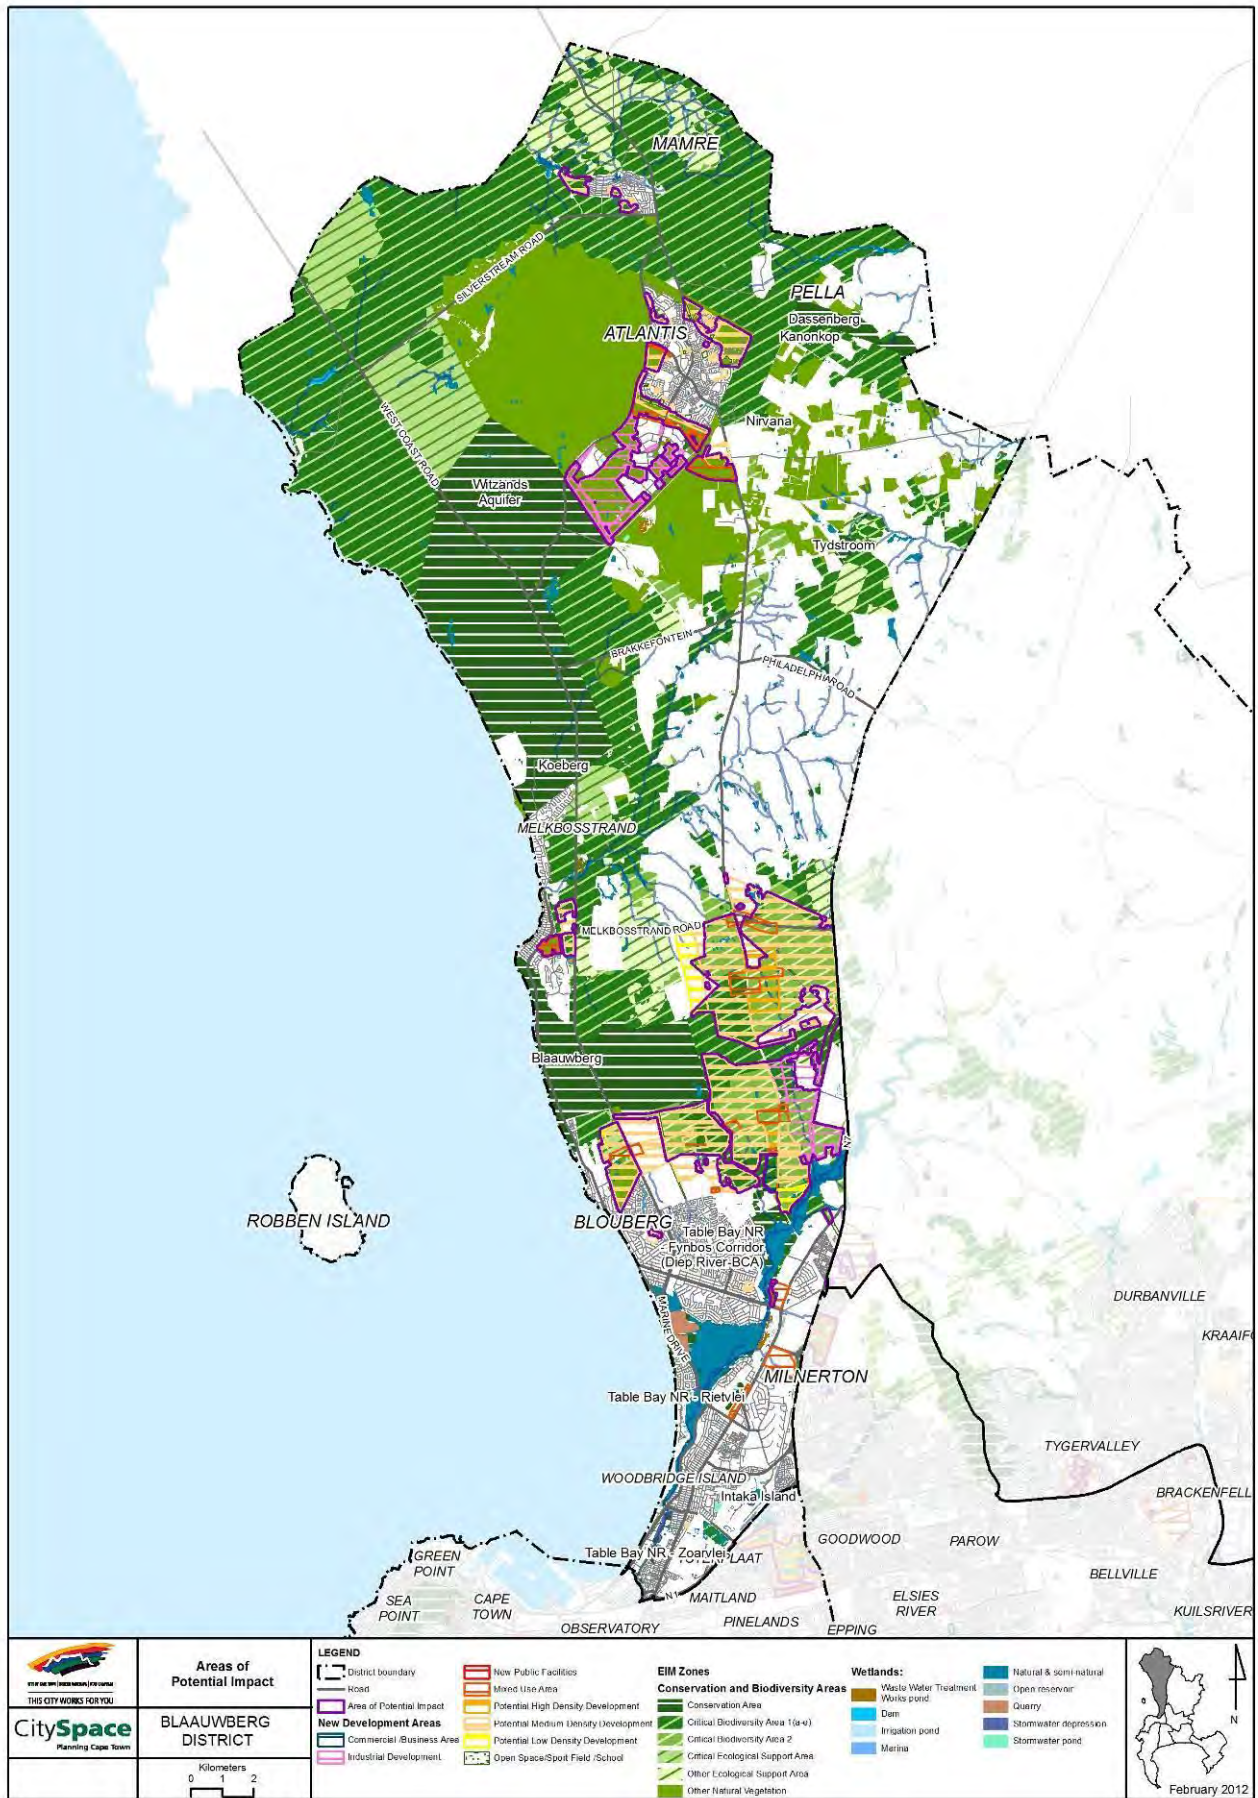 MAMRE
SILVERSTREAM ROAD
PELLA
Dassenberg
Kanonkop
ATLANTIS
WEST COAST ROAD
Nirvana
Witzands
Aquifer
Tydstroom
BRAKKEFONTEIN
PHILADELPHIA ROAD
Koeberg
MELKBOSSTRAND
MELKBOSSTRAND ROAD
Blaauwberg
N7
ROBBEN ISLAND
BLOUBERG
Table Bay NR
- Fynbos Corridor
(Diep River-BCA)
DURBANVILLE
MARINE DRIVE
MILNERTON
Table Bay NR - Rietvlei
TYGERVALLEY
WOODBRIDGE ISLAND
Intaka Island
BRACKENFELL
GOODWOOD
PAROW
Table Bay NR - Zoarvlei
GREEN
POINT
BELLVILLE
SEA
POINT
CAPE
TOWN
N1
MAITLAND
ELSIES
RIVER
KUILSRIVER
OBSERVATORY
PINELANDS
EPPING
THIS CITY WORKS FOR YOU
CitySpace
Planning Cape Town
Areas of
Potential Impact
BLAAUWBERG
DISTRICT
Kilometers
0 1 2
LEGEND
District boundary
Road
Area of Potential Impact
New Development Areas
Commercial /Business Area
Industrial Development
New Public Facilities
Mixed Use Area
Potential High Density Development
Potential Medium Density Development
Potential Low Density Development
Open Space/Sport Field /School
EIM Zones
Conservation and Biodiversity Areas
Conservation Area
Critical Biodiversity Area 1(a-e)
Critical Biodiversity Area 2
Critical Ecological Support Area
Other Ecological Support Area
Other Natural Vegetation
Wetlands:
Waste Water Treatment
Works pond
Dam
Irrigation pond
Marina
Natural & semi-natural
Open reservoir
Quarry
Stormwater depression
Stormwater pond
N
February 2012